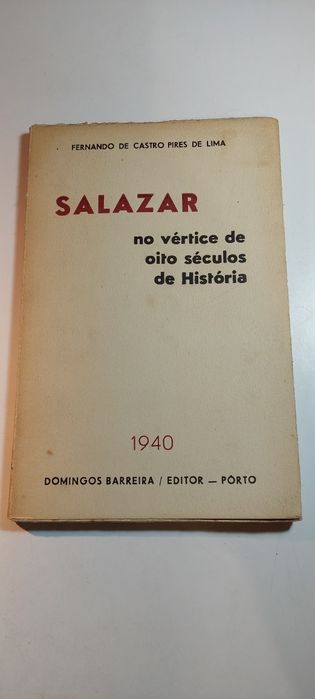 FERNANDO DE CASTRO PIRES DE LIMA
SALAZAR
no vértice de
oito séculos
de História
1940
DOMINGOS BARREIRA / EDITOR — PÔRTO